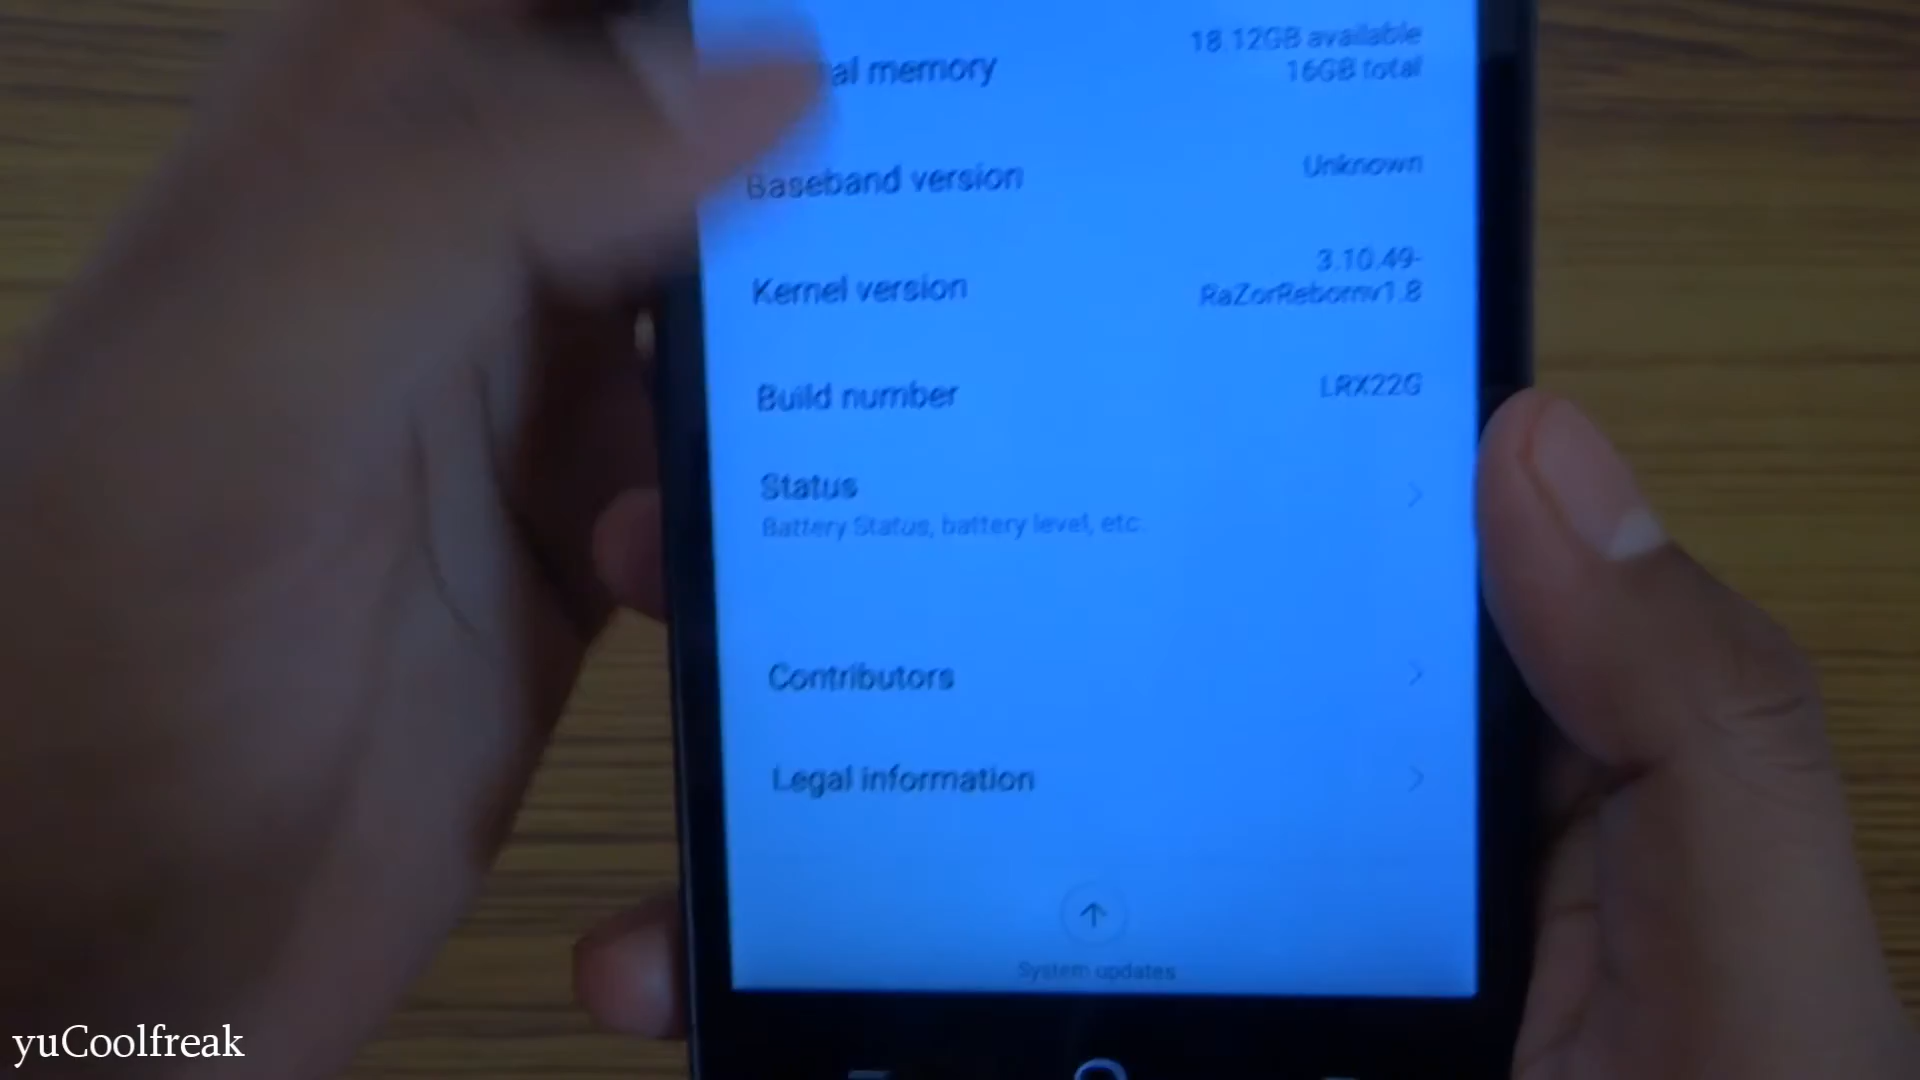 al memory
18.12GB available
16GB total
Baseband version
Unknown
Kernel version
3.10.49-
RaZorRebornv1.8
Build number
LRX22G
Status
Battery Status, battery level, etc.
Contributors
Legal information
System updates
yuCoolfreak